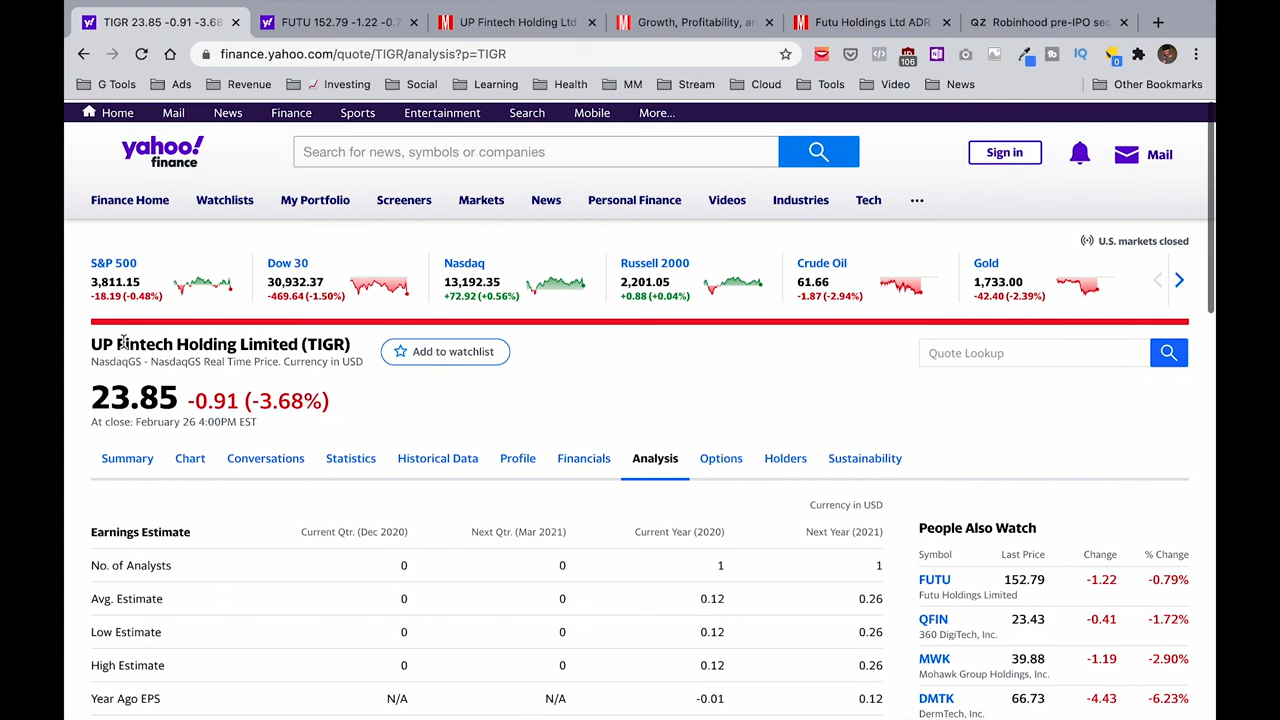 TIGR 23.85 -0.91 -3.68
FUTU 152.79 -1.22 -0.7
UP Fintech Holding Ltd
Growth, Profitability, an
Futu Holdings Ltd ADR
QZ Robinhood pre-IPO sec
finance.yahoo.com/quote/TIGR/analysis?p=TIGR
106
IQ
0
G Tools Ads Revenue Investing Social Learning Health MM Stream Cloud Tools Video News Other Bookmarks
Home Mail News Finance Sports Entertainment Search Mobile More...
yahoo!
finance
Search for news, symbols or companies
Sign in
Mail
Finance Home Watchlists My Portfolio Screeners Markets News Personal Finance Videos Industries Tech
U.S. markets closed
S&P 500 Dow 30 Nasdaq Russell 2000 Crude Oil Gold
3,811.15 30,932.37 13,192.35 2,201.05 61.66 1,733.00
-18.19 (-0.48%) -469.64 (-1.50%) +72.92 (+0.56%) +0.88 (+0.04%) -1.87 (-2.94%) -42.40 (-2.39%)
UP Fintech Holding Limited (TIGR)
NasdaqGS - NasdaqGS Real Time Price. Currency in USD
Add to watchlist
Quote Lookup
23.85 -0.91 (-3.68%)
At close: February 26 4:00PM EST
Summary Chart Conversations Statistics Historical Data Profile Financials Analysis Options Holders Sustainability
Currency in USD
Earnings Estimate Current Qtr. (Dec 2020) Next Qtr. (Mar 2021) Current Year (2020) Next Year (2021)
No. of Analysts 0 0 1 1
Avg. Estimate 0 0 0.12 0.26
Low Estimate 0 0 0.12 0.26
High Estimate 0 0 0.12 0.26
Year Ago EPS N/A N/A -0.01 0.12
People Also Watch
Symbol Last Price Change % Change
FUTU 152.79 -1.22 -0.79%
Futu Holdings Limited
QFIN 23.43 -0.41 -1.72%
360 DigiTech, Inc.
MWK 39.88 -1.19 -2.90%
Mohawk Group Holdings, Inc.
DMTK 66.73 -4.43 -6.23%
DermTech, Inc.